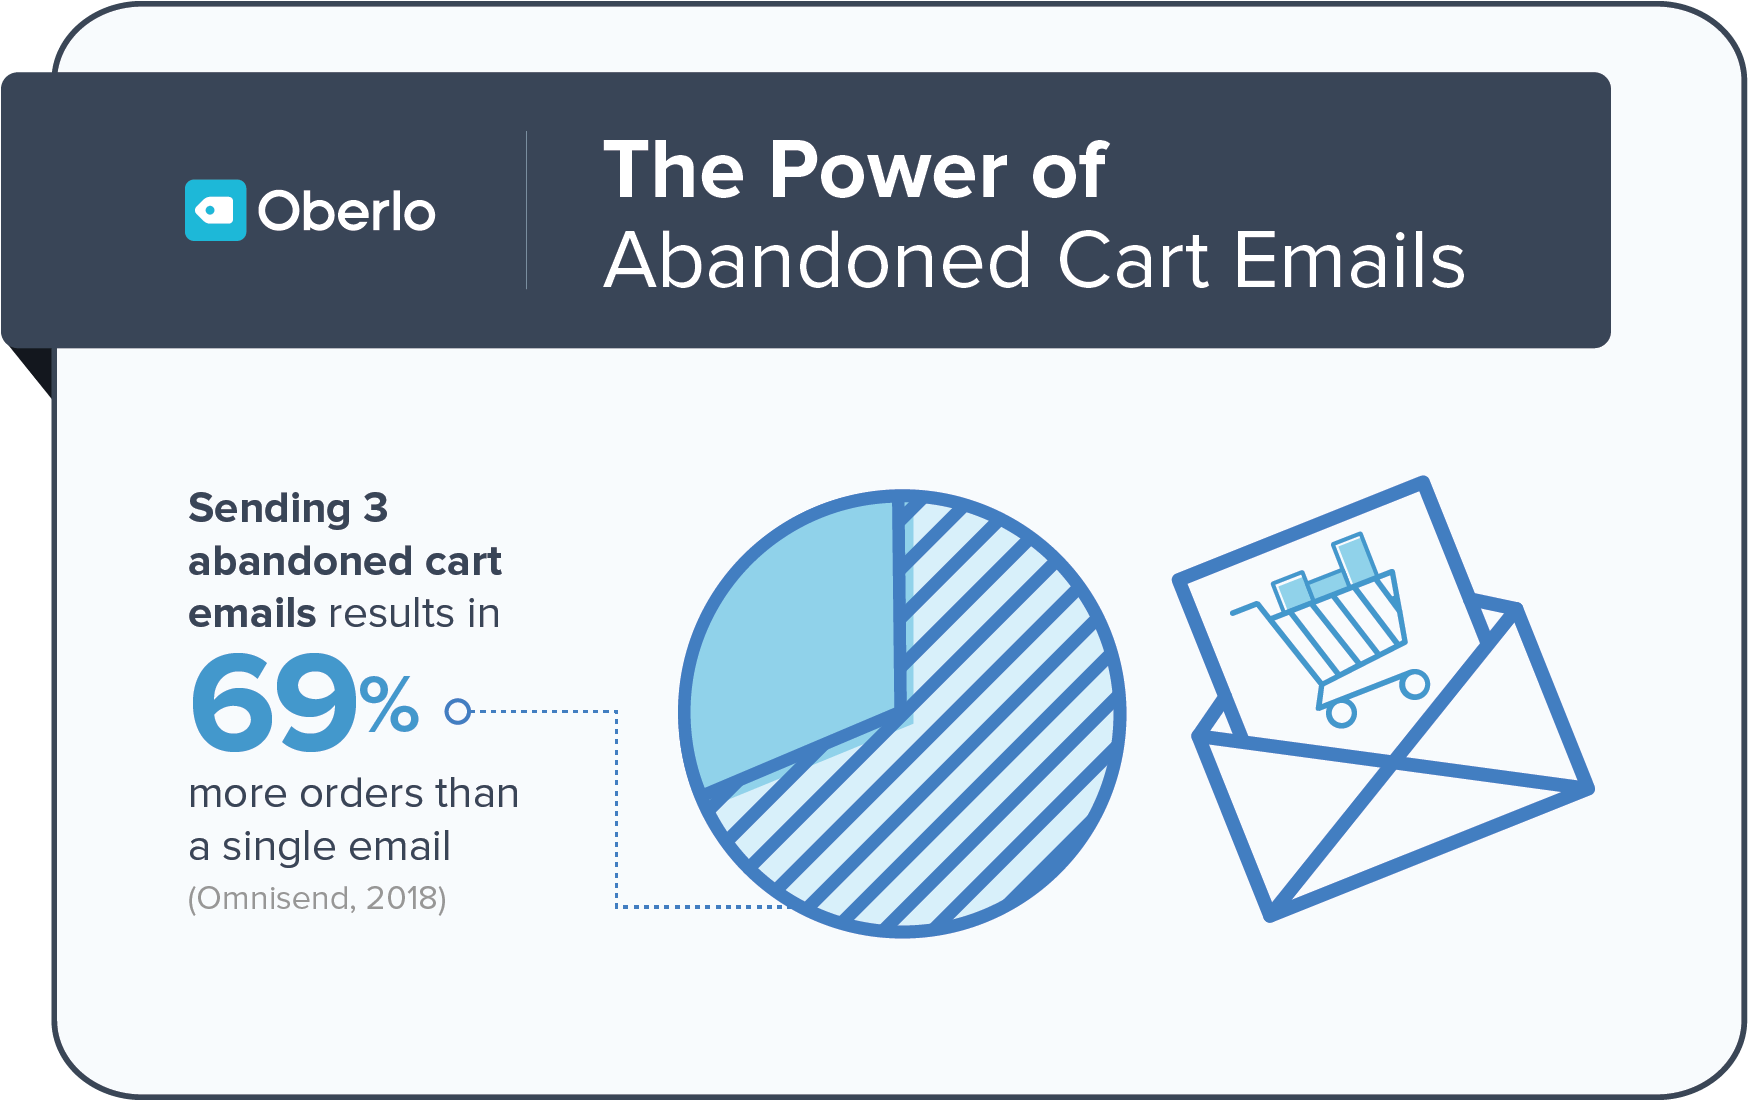 Oberlo
The Power of
Abandoned Cart Emails
Sending 3
abandoned cart
emails results in
69%
more orders than
a single email
(Omnisend, 2018)